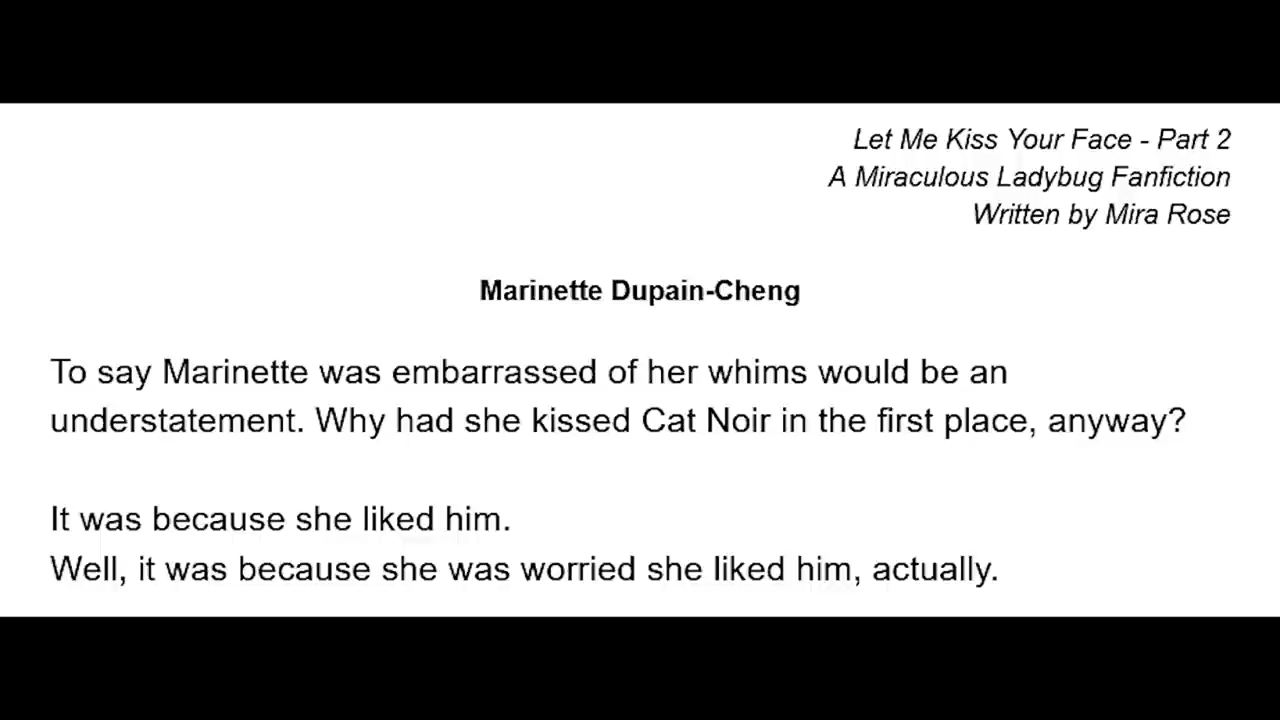 Let Me Kiss Your Face - Part 2
A Miraculous Ladybug Fanfiction
Written by Mira Rose
Marinette Dupain-Cheng
To say Marinette was embarrassed of her whims would be an
understatement. Why had she kissed Cat Noir in the first place, anyway?
It was because she liked him.
Well, it was because she was worried she liked him, actually.